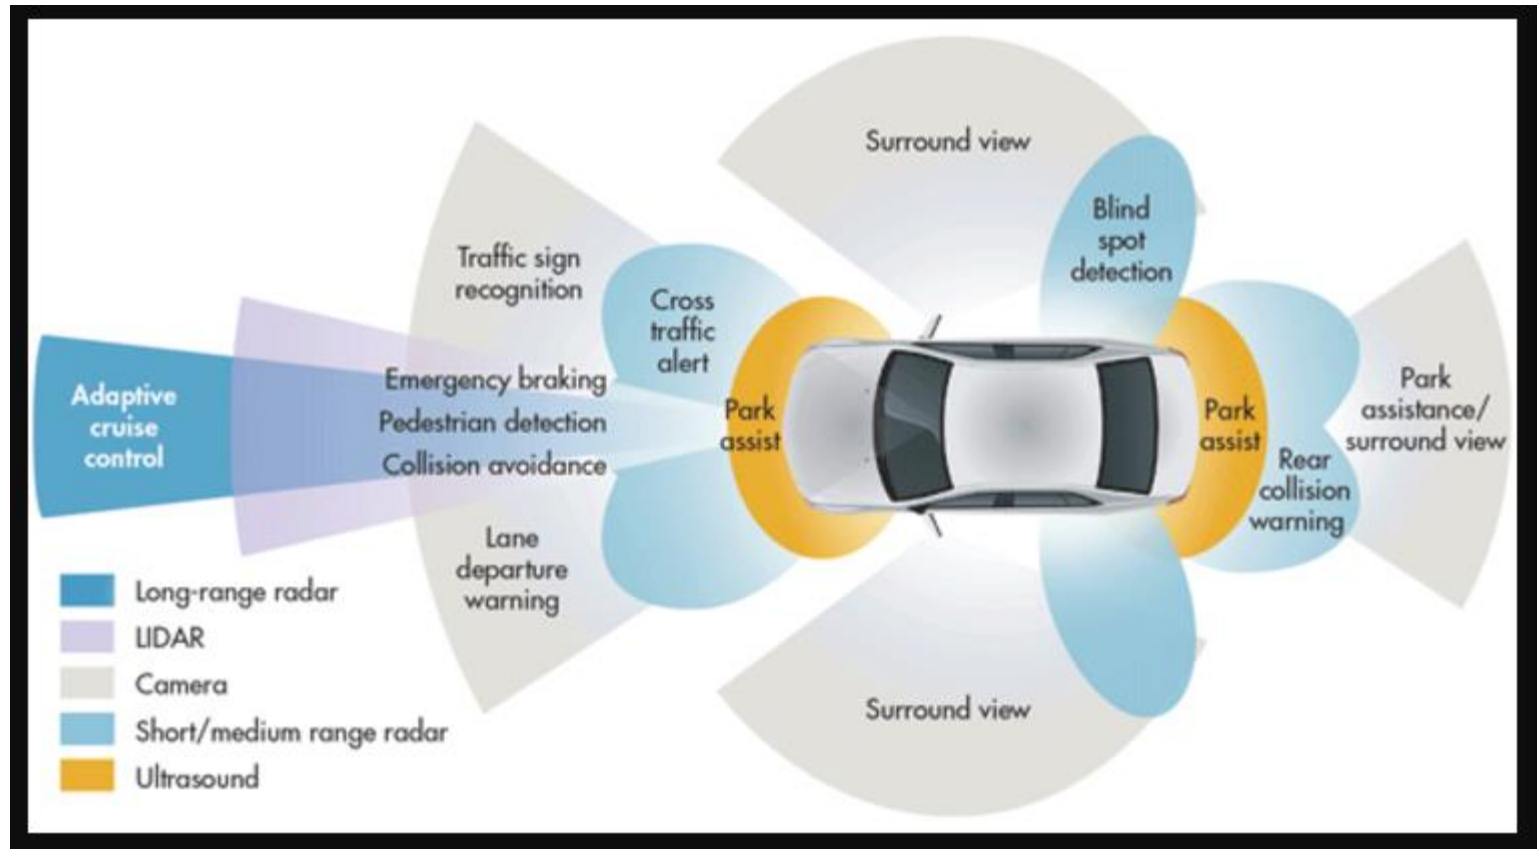 Surround view
Blind
spot
detection
Traffic sign
recognition
Cross
traffic
alert
Adaptive
cruise
control
Emergency braking
Pedestrian detection
Collision avoidance
Park
assist
Park
assist
Park
assistance/
surround view
Rear
collision
warning
Lane
departure
warning
Surround view
Long-range radar
LIDAR
Camera
Short/medium range radar
Ultrasound